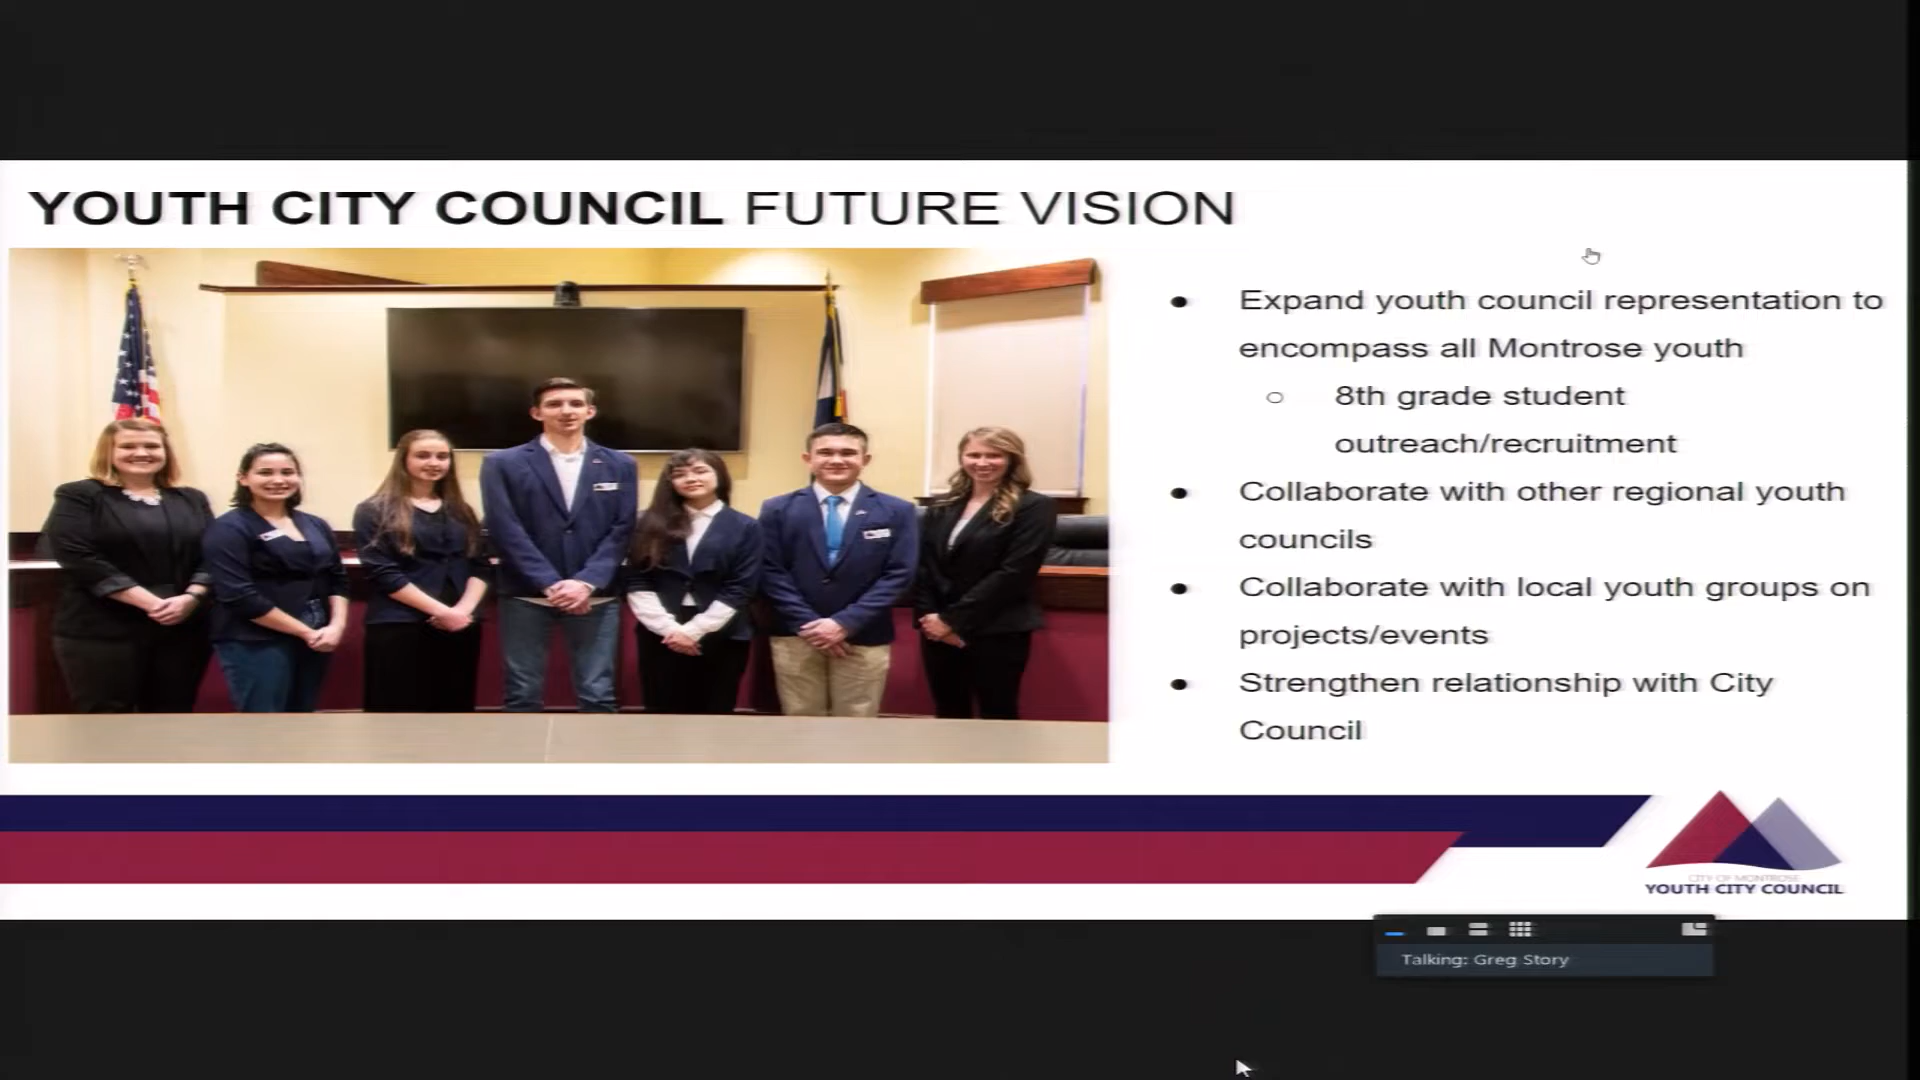 YOUTH CITY COUNCIL FUTURE VISION
● Expand youth council representation to
encompass all Montrose youth
○ 8th grade student
outreach/recruitment
● Collaborate with other regional youth
councils
● Collaborate with local youth groups on
projects/events
● Strengthen relationship with City
Council
CITY OF MONTROSE
YOUTH CITY COUNCIL
Talking: Greg Story